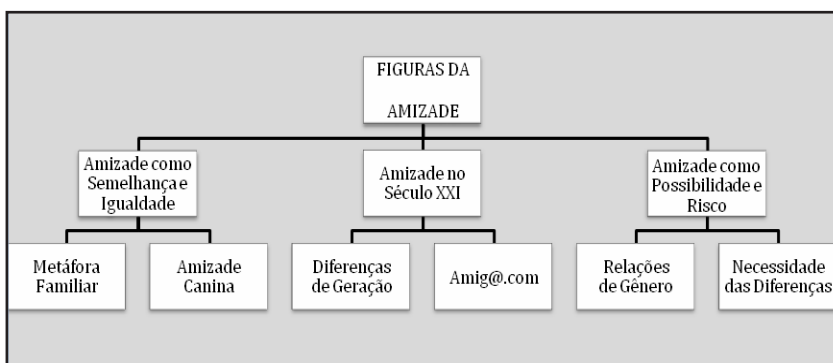 FIGURAS DA
AMIZADE
Amizade como
Semelhança e
Igualdade
Amizade no
Século XXI
Amizade como
Possibilidade e
Risco
Metáfora
Familiar
Amizade
Canina
Diferenças
de Geração
Amig@.com
Relações
de Gênero
Necessidade
das Diferenças